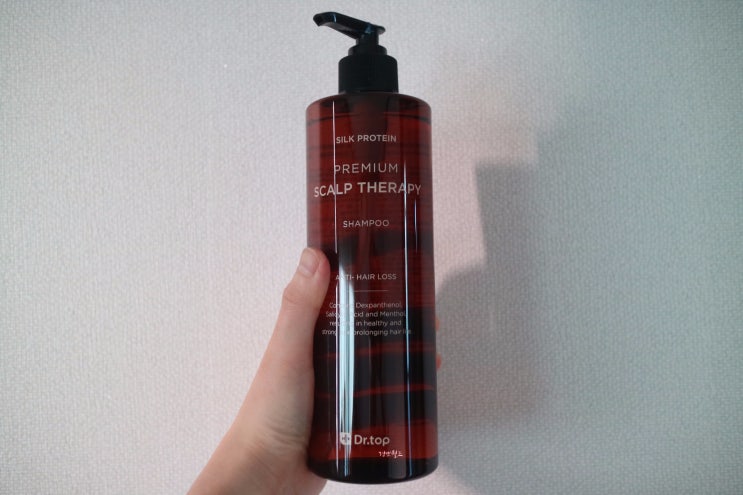 SILK PROTEIN
PREMIUM
SCALP THERAPY
SHAMPOO
ANTI- HAIR LOSS
Dexpanthenol,
Acid and Menthol,
in healthy and
prolonging hair
Dr.top